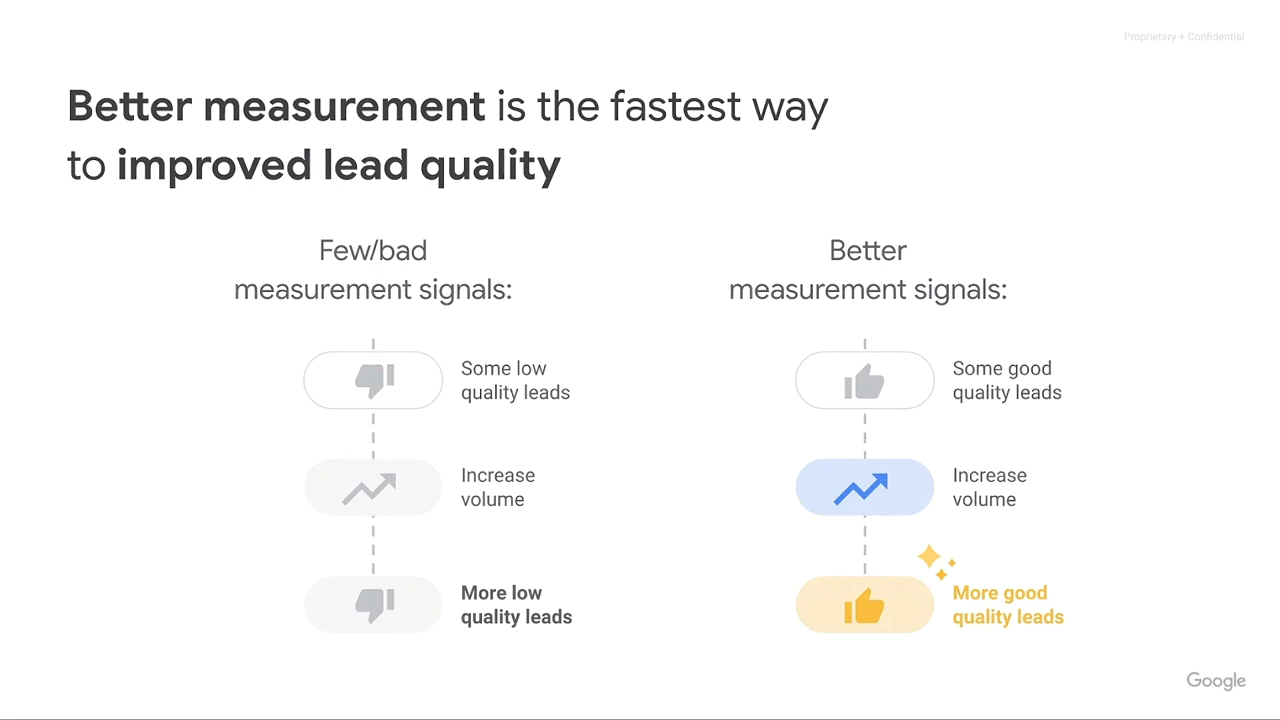 Proprietary + Confidential
Better measurement is the fastest way
to improved lead quality
Few/bad
measurement signals:
Some low
quality leads
Increase
volume
More low
quality leads
Better
measurement signals:
Some good
quality leads
Increase
volume
More good
quality leads
Google